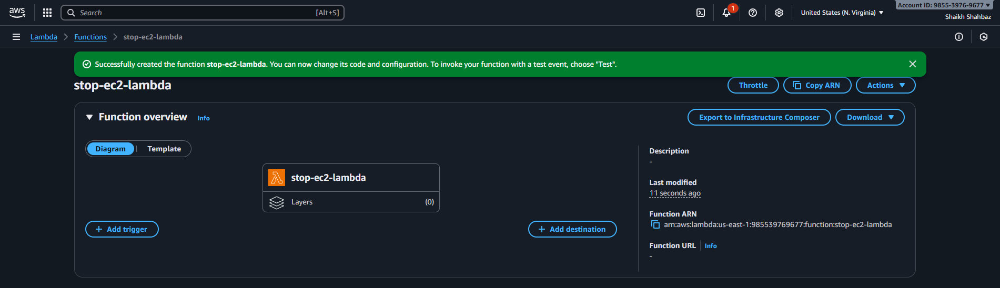 aws
Search [Alt+S]
1
United States (N. Virginia)
Account ID: 9855-3976-9677
Shaikh Shahbaz
Lambda > Functions > stop-ec2-lambda
Successfully created the function stop-ec2-lambda. You can now change its code and configuration. To invoke your function with a test event, choose "Test".
stop-ec2-lambda
Throttle
Copy ARN
Actions
Function overview Info
Export to Infrastructure Composer
Download
Diagram
Template
stop-ec2-lambda
Layers (0)
+ Add trigger
+ Add destination
Description
-
Last modified
11 seconds ago
Function ARN
arn:aws:lambda:us-east-1:985539769677:function:stop-ec2-lambda
Function URL Info
-